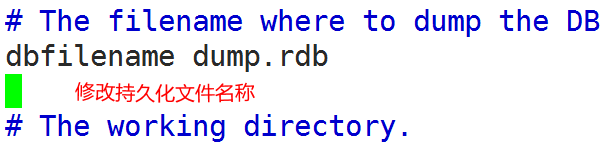 # The filename where to dump the DB
dbfilename dump.rdb
修改持久化文件名称
# The working directory.